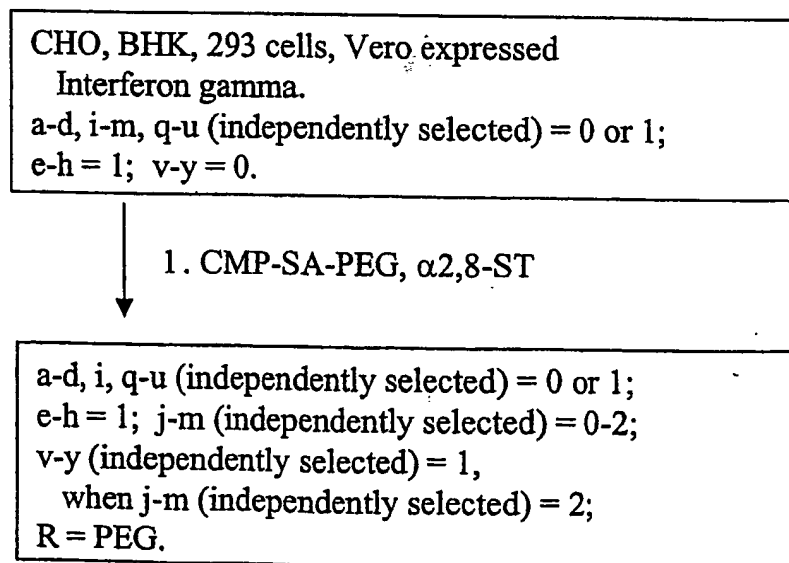 CHO, BHK, 293 cells, Vero expressed
Interferon gamma.
a-d, i-m, q-u (independently selected) = 0 or 1;
e-h = 1; v-y = 0.
1. CMP-SA-PEG, α2,8-ST
a-d, i, q-u (independently selected) = 0 or 1;
e-h = 1; j-m (independently selected) = 0-2;
v-y (independently selected) = 1,
when j-m (independently selected) = 2;
R = PEG.